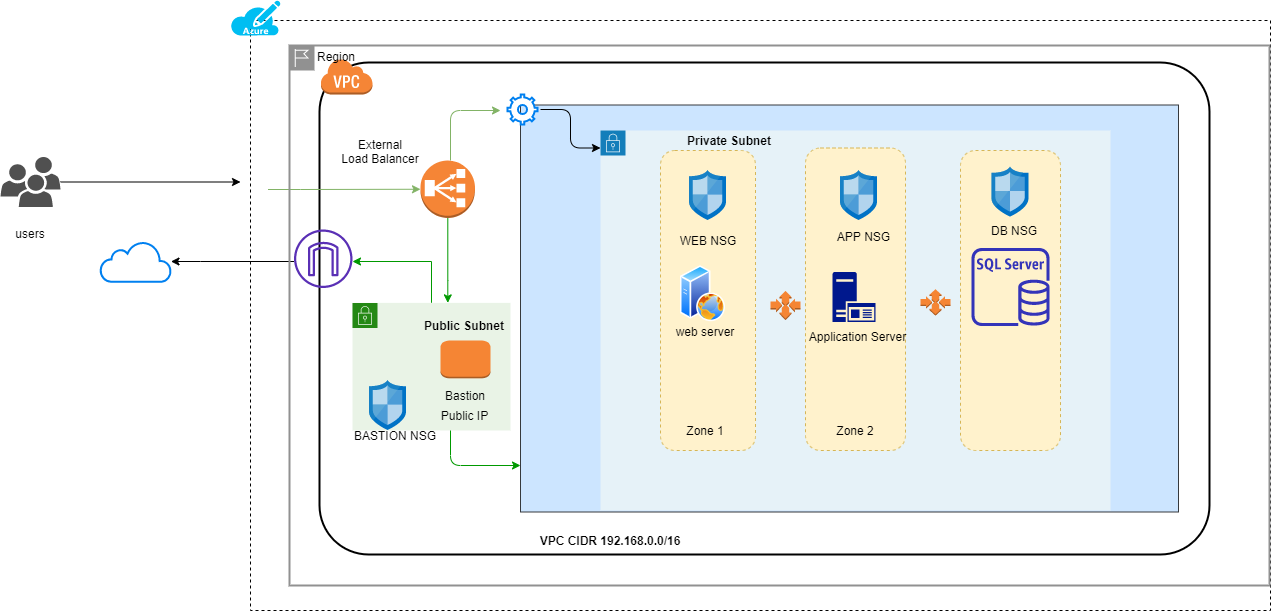 Azure
Region
VPC
External
Load Balancer
users
Private Subnet
WEB NSG
APP NSG
DB NSG
SQL Server
web server
Application Server
Public Subnet
Bastion
Public IP
BASTION NSG
Zone 1
Zone 2
VPC CIDR 192.168.0.0/16